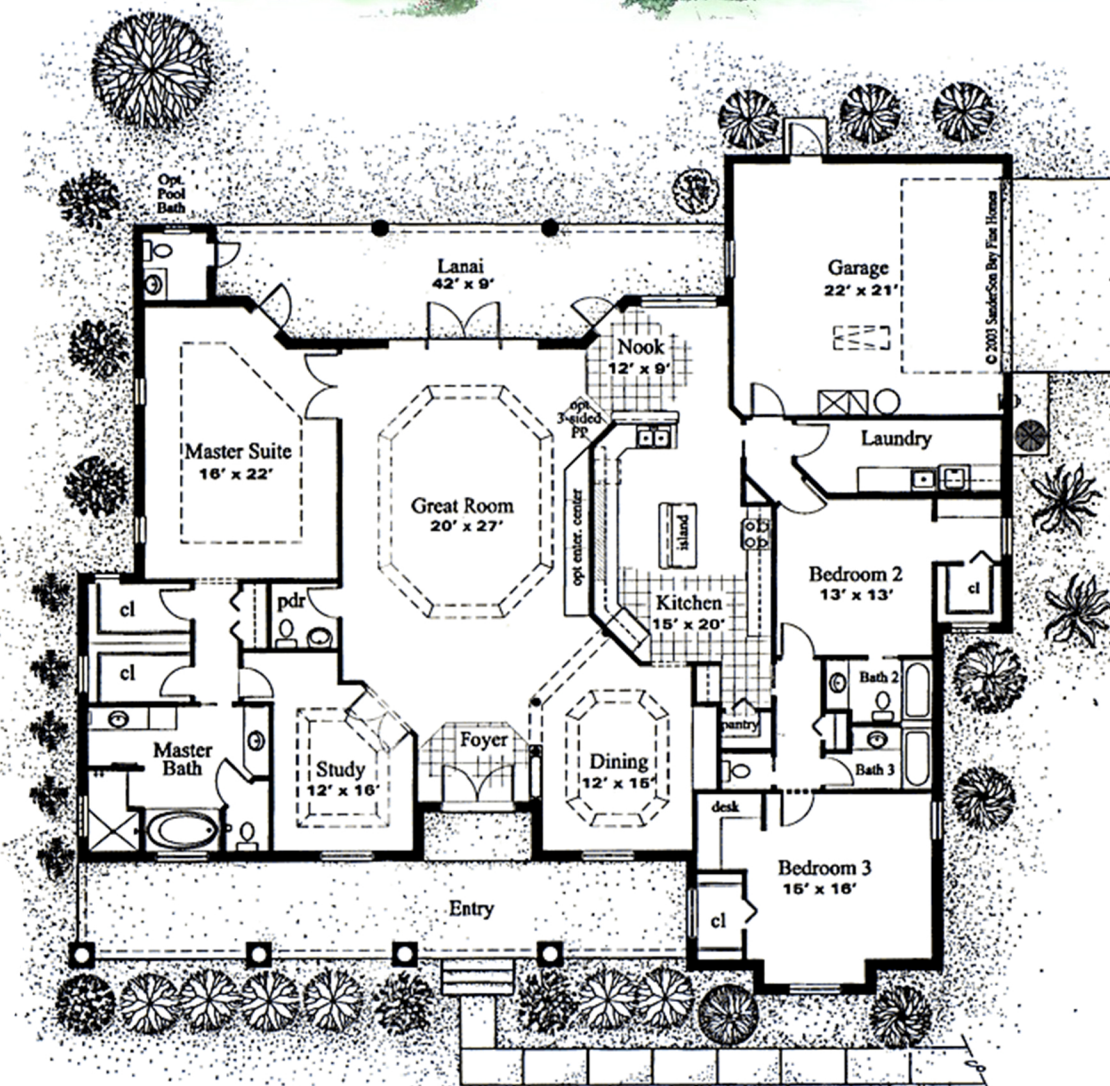 Opt.
Pool
Bath
Lanai
42' x 9'
Garage
22' x 21'
© 2003 SanderSon Bay Fine Homes
Nook
12' x 9'
opt.
3-sided
FP
Laundry
Master Suite
16' x 22'
Great Room
20' x 27'
opt enter. center
island
Bedroom 2
13' x 13'
cl
cl
pdr
Kitchen
15' x 20'
cl
Bath 2
pantry
Master
Bath
Study
12' x 16'
Foyer
Dining
12' x 15'
Bath 3
desk
Bedroom 3
15' x 16'
Entry
cl